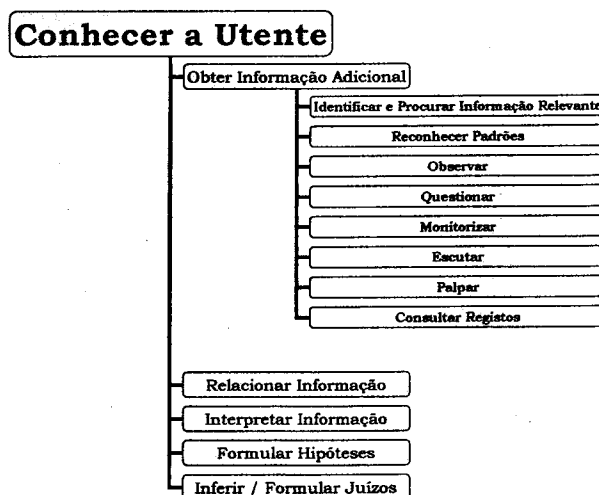 Conhecer a Utente
Obter Informação Adicional
Identificar e Procurar Informação Relevante
Reconhecer Padrões
Observar
Questionar
Monitorizar
Escutar
Palpar
Consultar Registos
Relacionar Informação
Interpretar Informação
Formular Hipóteses
Inferir / Formular Juízos